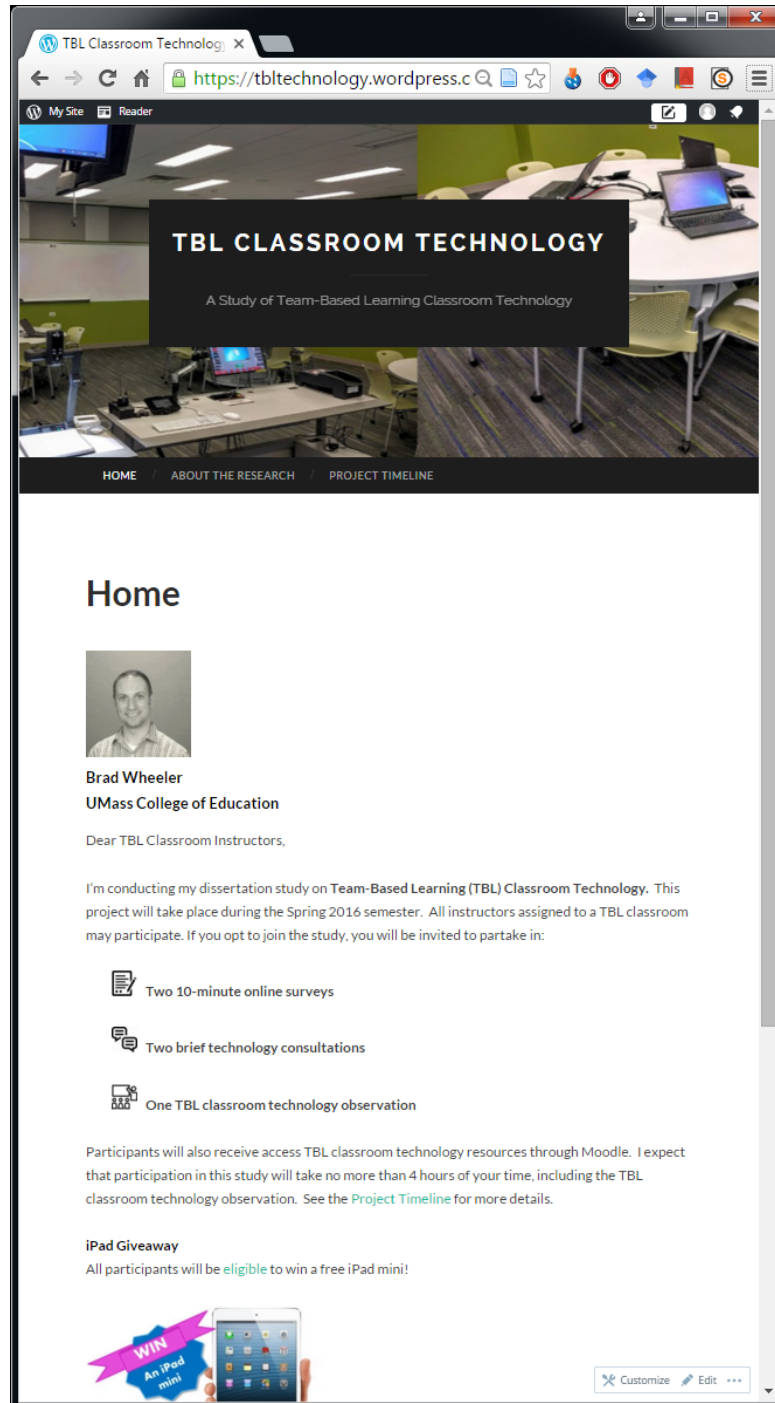 TBL Classroom Technology
https://tbltechnology.wordpress.c
My Site Reader
TBL CLASSROOM TECHNOLOGY
A Study of Team-Based Learning Classroom Technology
HOME / ABOUT THE RESEARCH / PROJECT TIMELINE
Home
Brad Wheeler
UMass College of Education
Dear TBL Classroom Instructors,
I'm conducting my dissertation study on Team-Based Learning (TBL) Classroom Technology. This
project will take place during the Spring 2016 semester. All instructors assigned to a TBL classroom
may participate. If you opt to join the study, you will be invited to partake in:
Two 10-minute online surveys
Two brief technology consultations
One TBL classroom technology observation
Participants will also receive access TBL classroom technology resources through Moodle. I expect
that participation in this study will take no more than 4 hours of your time, including the TBL
classroom technology observation. See the Project Timeline for more details.
iPad Giveaway
All participants will be eligible to win a free iPad mini!
WIN
An iPad
mini
Customize Edit ...